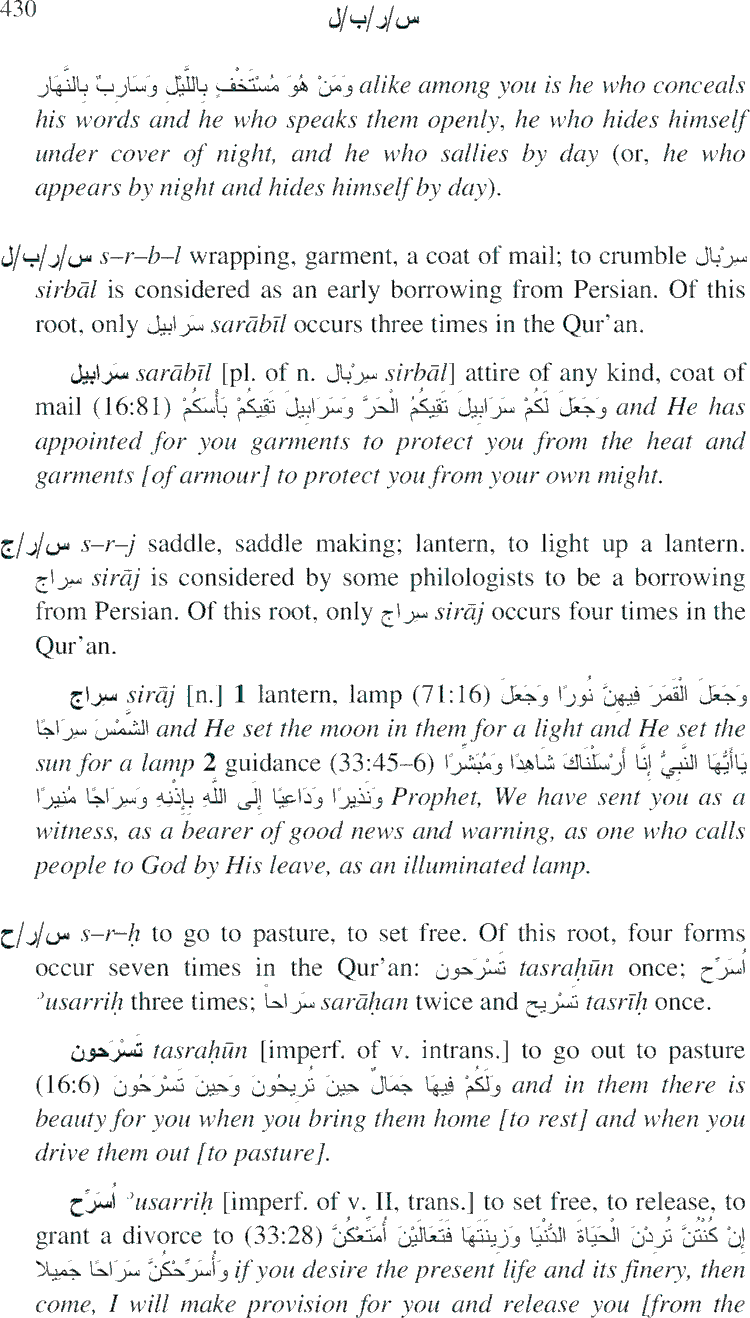 430
س/ر/ب/ل
وَمَنْ هُوَ مُسْتَخْفٍ بِاللَّيْلِ وَسَارِبٌ بِالنَّهَار alike among you is he who conceals
his words and he who speaks them openly, he who hides himself
under cover of night, and he who sallies by day (or, he who
appears by night and hides himself by day).
س/ر/ب/ل s–r–b–l wrapping, garment, a coat of mail; to crumble سِرْبَال
sirbāl is considered as an early borrowing from Persian. Of this
root, only سَرَابيل sarābīl occurs three times in the Qur’an.
سَرَابيل sarābīl [pl. of n. سِرْبَال sirbāl] attire of any kind, coat of
mail (16:81) وَجَعَلَ لَكُمْ سَرَابِيلَ تَقِيكُمُ الْحَرَّ وَسَرَابِيلَ تَقِيكُمْ بَأْسَكُمْ and He has
appointed for you garments to protect you from the heat and
garments [of armour] to protect you from your own might.
س/ر/ج s–r–j saddle, saddle making; lantern, to light up a lantern.
سِراج sirāj is considered by some philologists to be a borrowing
from Persian. Of this root, only سراج sirāj occurs four times in the
Qur’an.
سراج sirāj [n.] 1 lantern, lamp (71:16) وَجَعَلَ الْقَمَرَ فِيهِنَّ نُورًا وَجَعَلَ
الشَّمْسَ سِرَاجًا and He set the moon in them for a light and He set the
sun for a lamp 2 guidance (33:45–6) يَاأَيُّهَا النَّبِيُّ إِنَّا أَرْسَلْنَاكَ شَاهِدًا وَمُبَشِّرًا
وَنَذِيرًا وَدَاعِيًا إِلَى اللَّهِ بِإِذْنِهِ وَسِرَاجًا مُنِيرًا Prophet, We have sent you as a
witness, as a bearer of good news and warning, as one who calls
people to God by His leave, as an illuminated lamp.
س/ر/ح s–r–ḥ to go to pasture, to set free. Of this root, four forms
occur seven times in the Qur’an: تَسْرَحون tasraḥūn once; أُسَرِّح
ʾusarriḥ three times; سَراحاً sarāḥan twice and تَسْريح tasrīḥ once.
تَسْرَحون tasraḥūn [imperf. of v. intrans.] to go out to pasture
(16:6) وَلَكُمْ فِيهَا جَمَالٌ حِينَ تُرِيحُونَ وَحِينَ تَسْرَحُونَ and in them there is
beauty for you when you bring them home [to rest] and when you
drive them out [to pasture].
أُسَرِّح ʾusarriḥ [imperf. of v. II, trans.] to set free, to release, to
grant a divorce to (33:28) إِنْ كُنْتُنَّ تُرِدْنَ الْحَيَاةَ الدُّنْيَا وَزِينَتَهَا فَتَعَالَيْنَ أُمَتِّعْكُنَّ
وَأُسَرِّحْكُنَّ سَرَاحًا جَمِيلا if you desire the present life and its finery, then
come, I will make provision for you and release you [from the